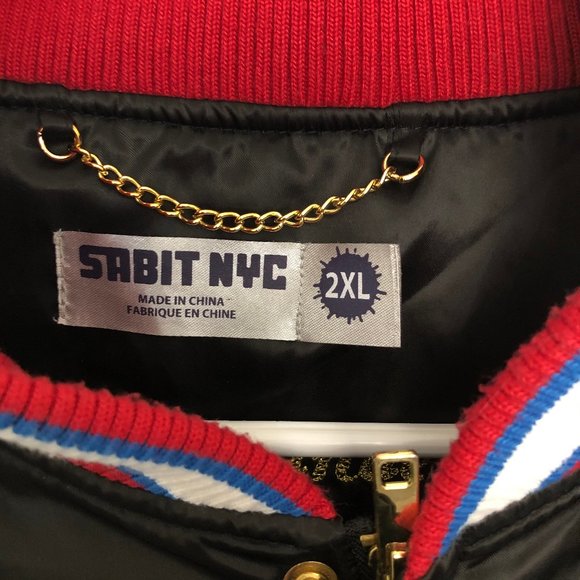 SABIT NYC
MADE IN CHINA
FABRIQUE EN CHINE
2XL